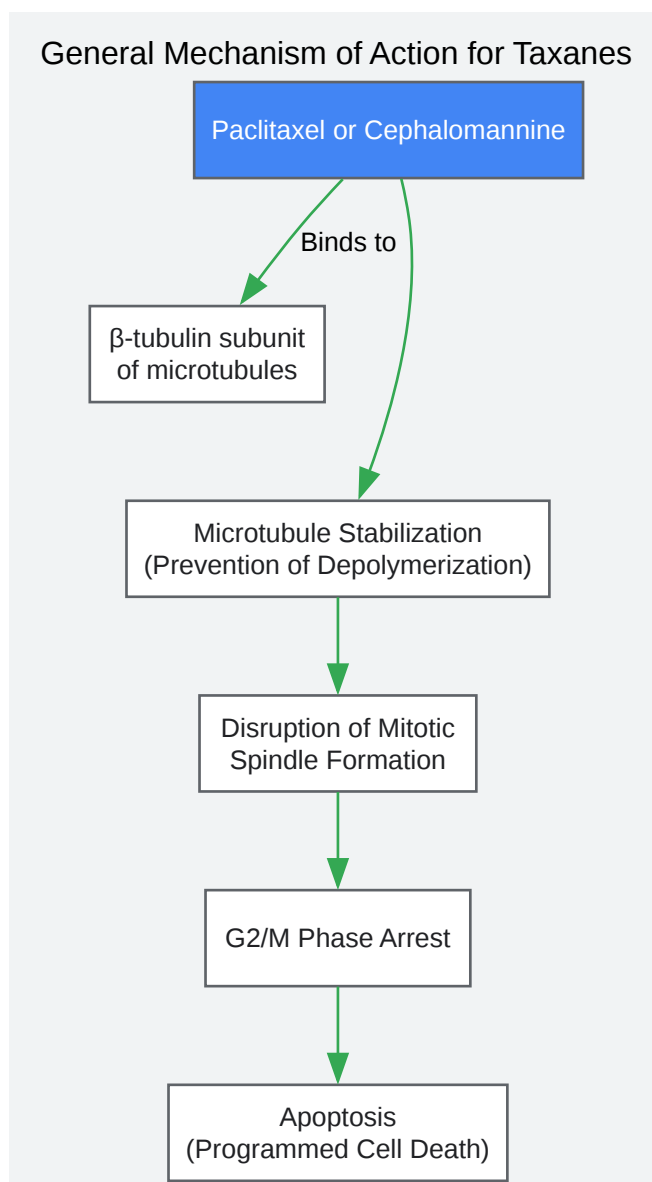 General Mechanism of Action for Taxanes
Paclitaxel or Cephalomannine
Binds to
β-tubulin subunit
of microtubules
Microtubule Stabilization
(Prevention of Depolymerization)
Disruption of Mitotic
Spindle Formation
G2/M Phase Arrest
Apoptosis
(Programmed Cell Death)